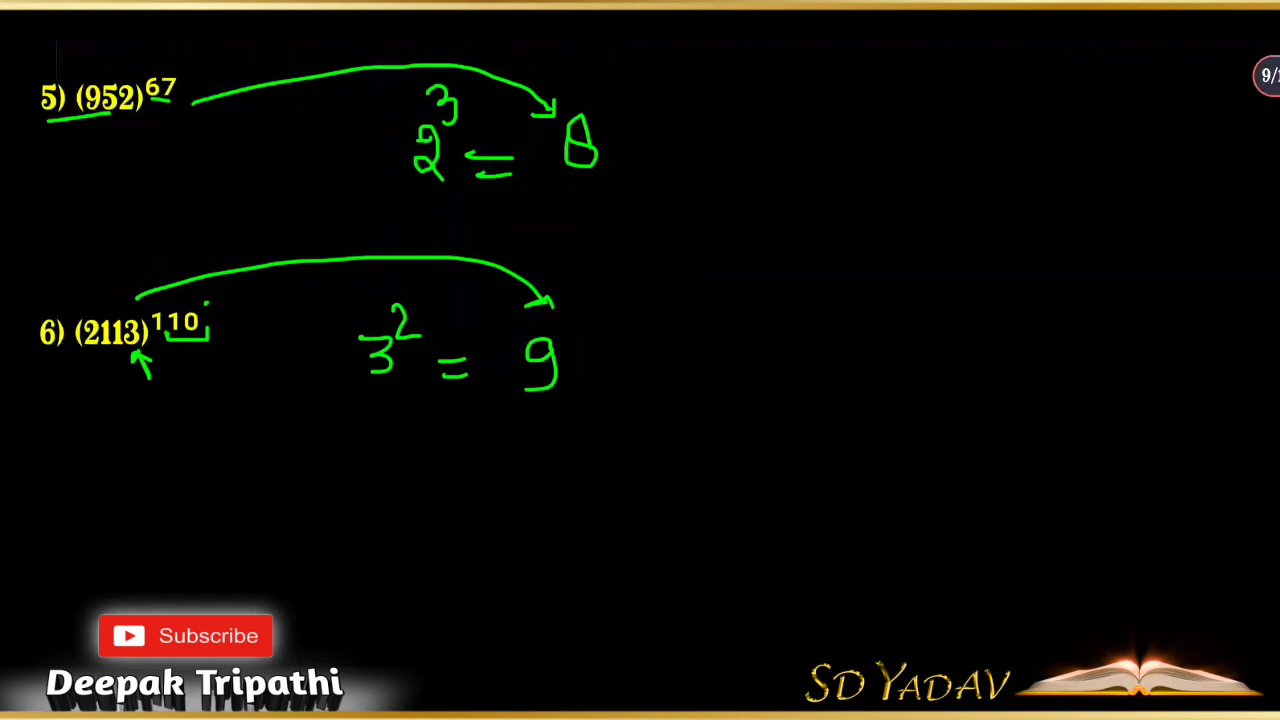 9/
5) (952)^67
2^3 = 8
6) (2113)^110
3^2 = 9
Subscribe
Deepak Tripathi
SD YADAV